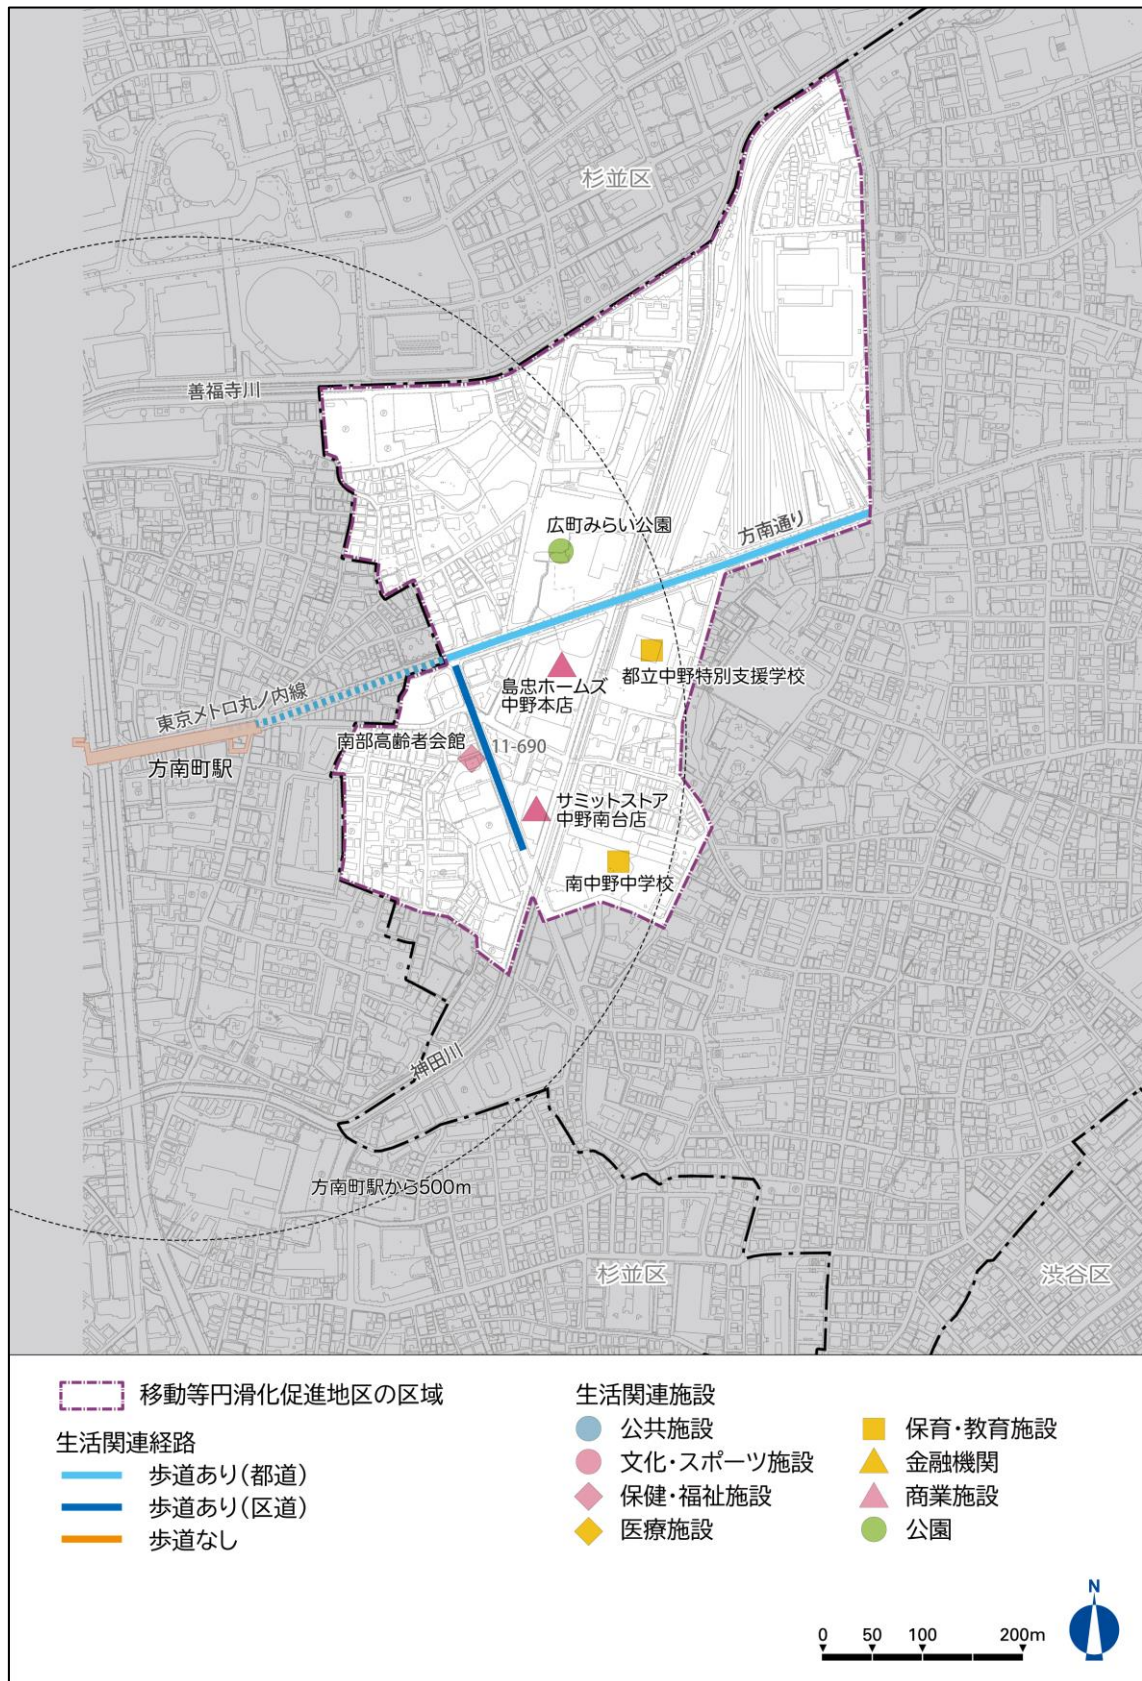 杉並区
善福寺川
広町みらい公園
方南通り
都立中野特別支援学校
島忠ホームズ
中野本店
東京メトロ丸ノ内線
南部高齢者会館
11-690
方南町駅
サミットストア
中野南台店
南中野中学校
神田川
方南町駅から500m
杉並区
渋谷区
移動等円滑化促進地区の区域
生活関連経路
歩道あり(都道)
歩道あり(区道)
歩道なし
生活関連施設
公共施設
文化・スポーツ施設
保健・福祉施設
医療施設
保育・教育施設
金融機関
商業施設
公園
N
0 50 100 200m